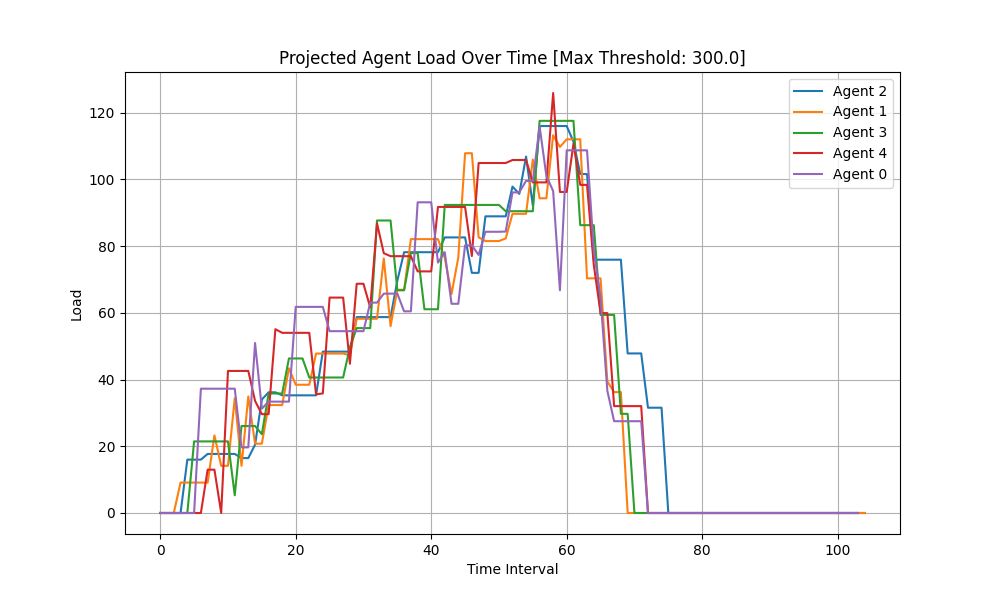 Projected Agent Load Over Time [Max Threshold: 300.0]
Agent 2
Agent 1
Agent 3
Agent 4
Agent 0
120
100
80
60
40
20
0
Load
0 20 40 60 80 100
Time Interval